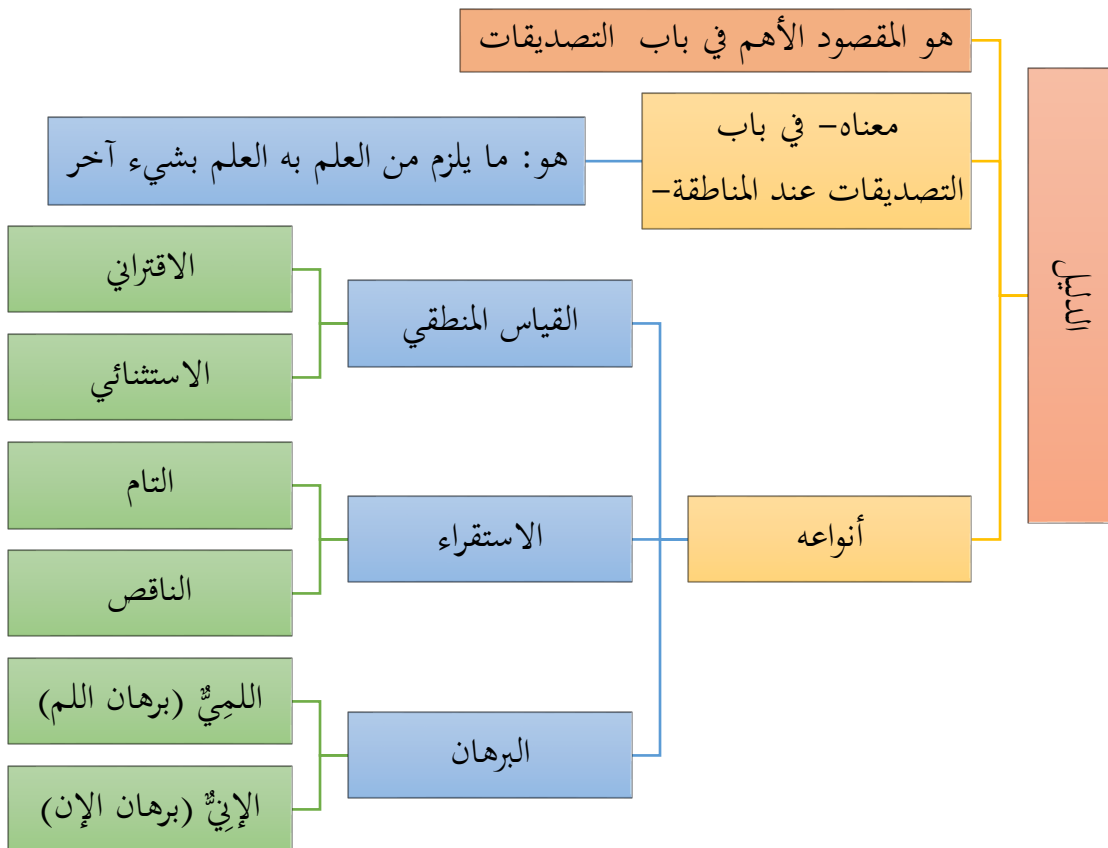 الدليل
هو المقصود الأهم في باب التصديقات
معناه– في باب
التصديقات عند المناطقة–
هو: ما يلزم من العلم به العلم بشيء آخر
أنواعه
القياس المنطقي
الاقتراني
الاستثنائي
الاستقراء
التام
الناقص
البرهان
اللمِيٌّ (برهان اللم)
الإنِيٌّ (برهان الإن)